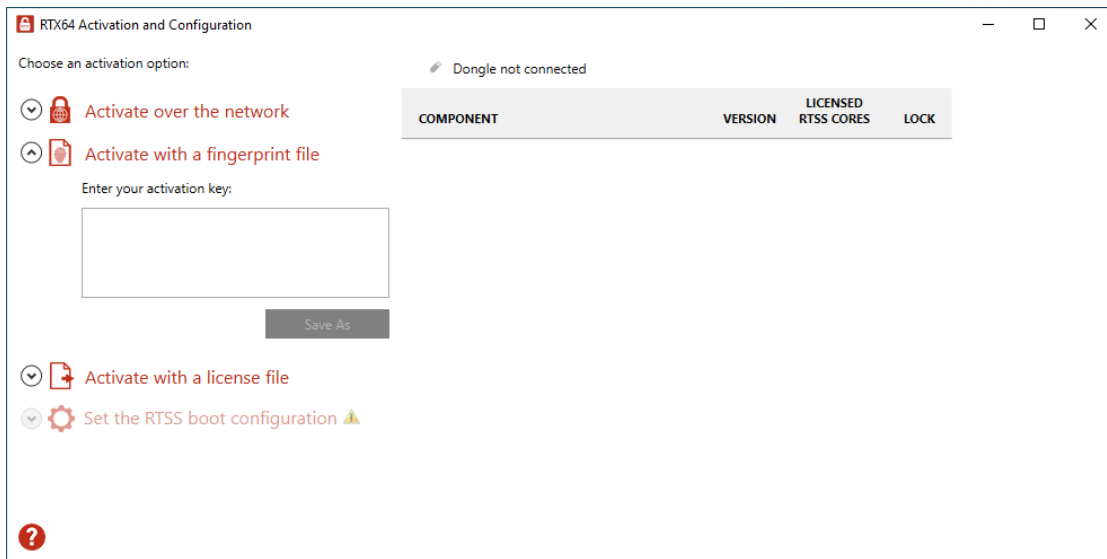 RTX64 Activation and Configuration
Choose an activation option:
Activate over the network
Activate with a fingerprint file
Enter your activation key:
Save As
Activate with a license file
Set the RTSS boot configuration
?
Dongle not connected
COMPONENT
VERSION
LICENSED
RTSS CORES
LOCK